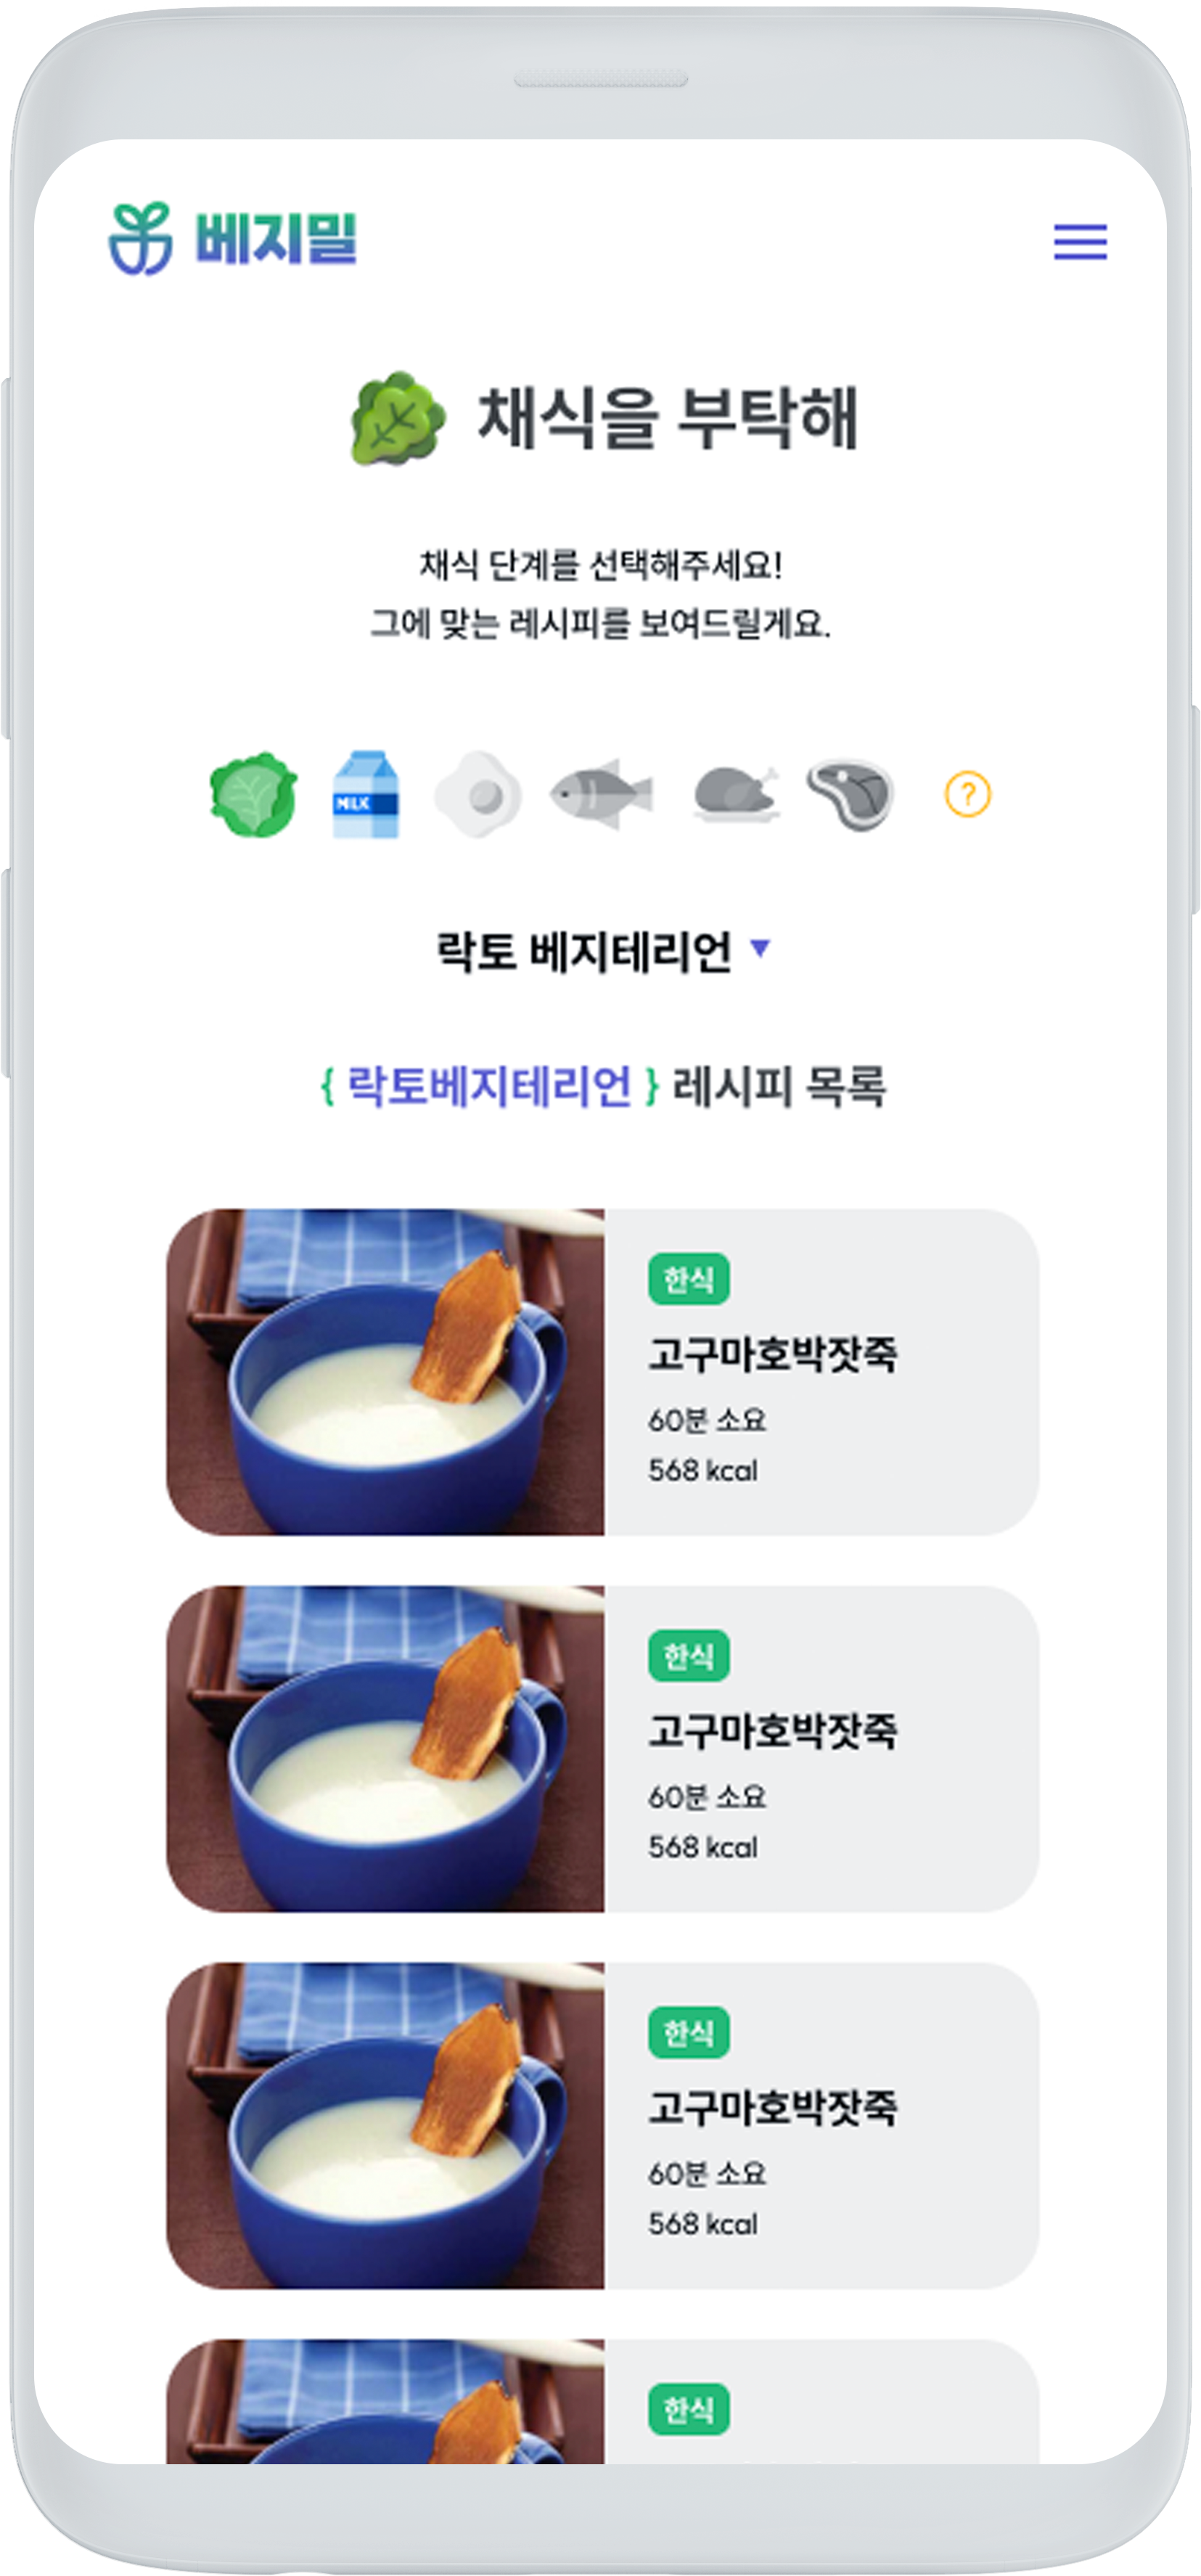 베지밀
채식을 부탁해
채식 단계를 선택해주세요!
그에 맞는 레시피를 보여드릴게요.
MILK
?
락토 베지테리언
{ 락토베지테리언 } 레시피 목록
한식
고구마호박잣죽
60분 소요
568 kcal
한식
고구마호박잣죽
60분 소요
568 kcal
한식
고구마호박잣죽
60분 소요
568 kcal
한식